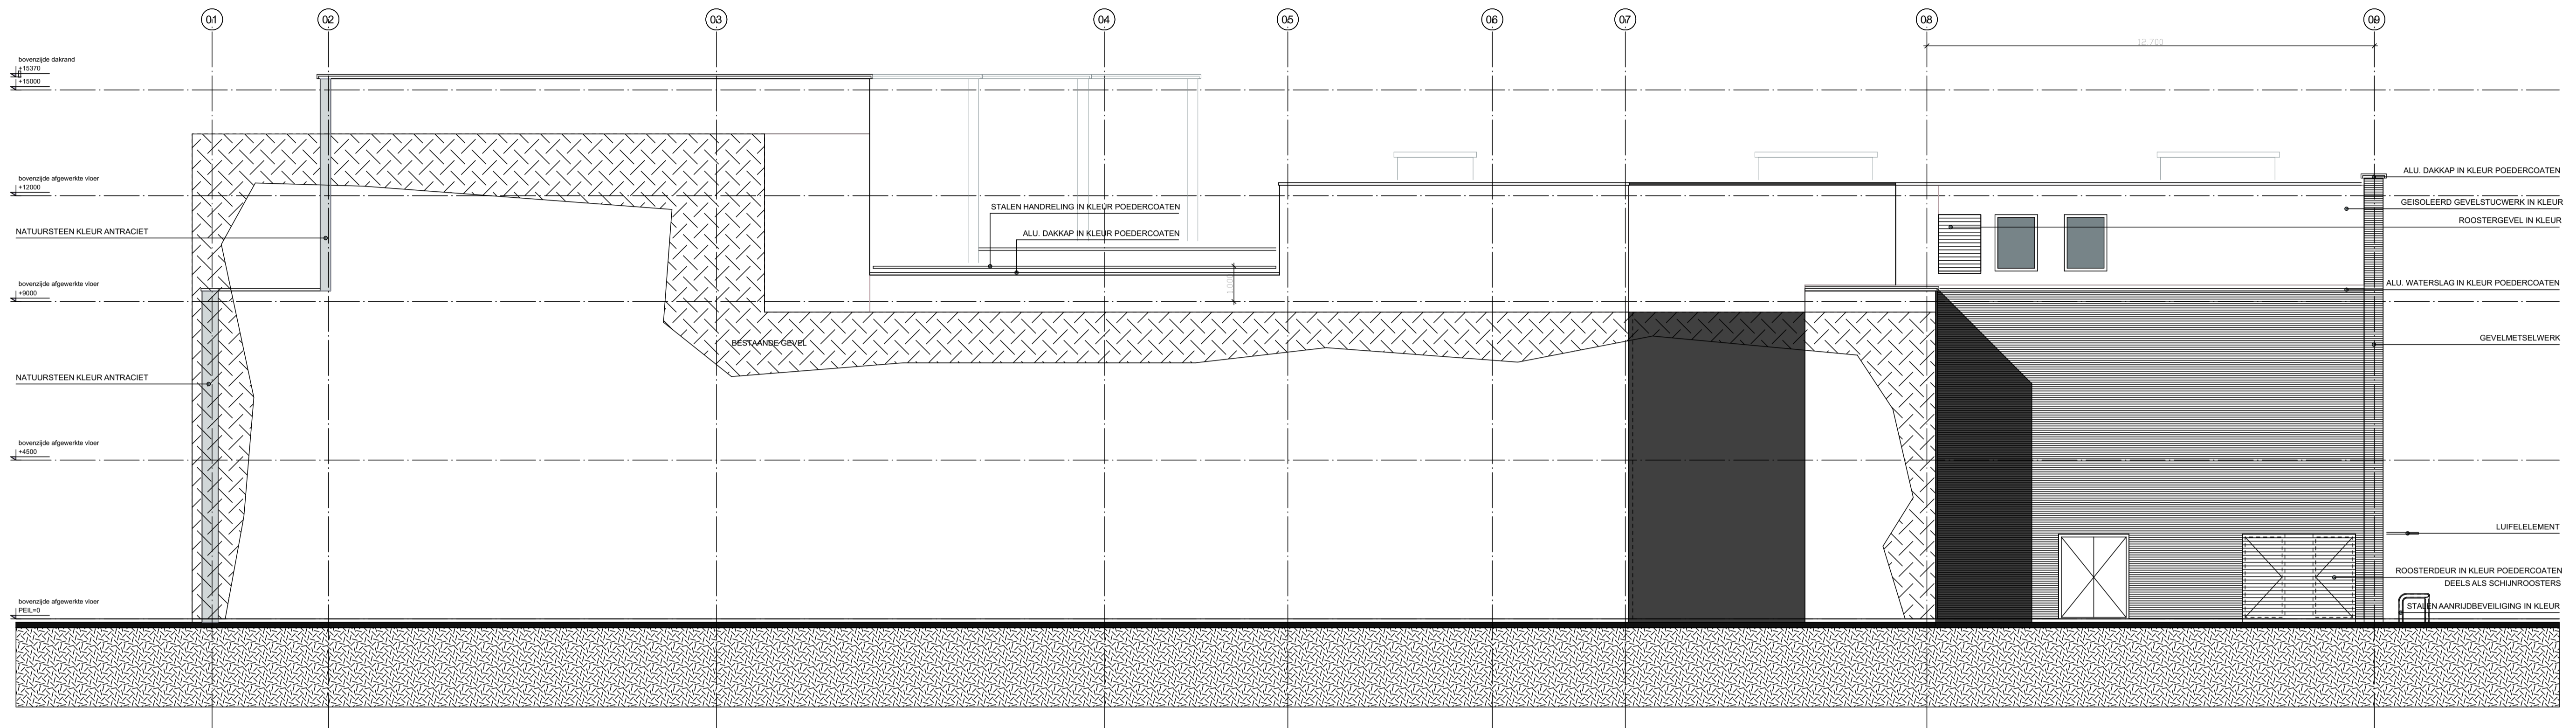 01 02 03 04 05 06 07 08 09
12.700
bovenzijde dakrand
+15370
+15000
bovenzijde afgewerkte vloer
+12000
NATUURSTEEN KLEUR ANTRACIET
bovenzijde afgewerkte vloer
+9000
NATUURSTEEN KLEUR ANTRACIET
bovenzijde afgewerkte vloer
+4500
bovenzijde afgewerkte vloer
PEIL=0
STALEN HANDRELING IN KLEUR POEDERCOATEN
ALU. DAKKAP IN KLEUR POEDERCOATEN
1.000
BESTAANDE GEVEL
ALU. DAKKAP IN KLEUR POEDERCOATEN
GEISOLEERD GEVELSTUCWERK IN KLEUR
ROOSTERGEVEL IN KLEUR
ALU. WATERSLAG IN KLEUR POEDERCOATEN
GEVELMETSELWERK
LUIFELELEMENT
ROOSTERDEUR IN KLEUR POEDERCOATEN
DEELS ALS SCHIJNROOSTERS
STALEN AANRIJDBEVEILIGING IN KLEUR